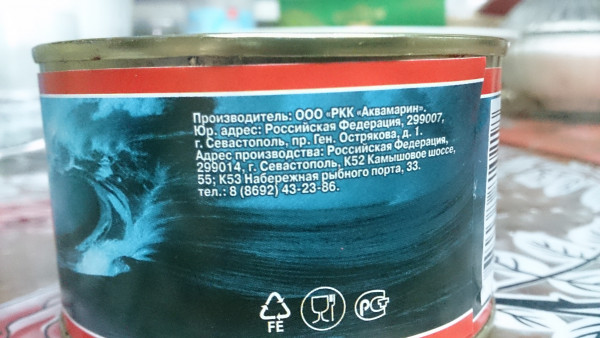 Производитель: ООО «РКК «Аквамарин».
Юр. адрес: Российская Федерация, 299007,
г. Севастополь, пр. Ген. Острякова, д. 1.
Адрес производства: Российская Федерация,
299014, г. Севастополь, К52 Камышовое шоссе,
55; К53 Набережная рыбного порта, 33.
тел.: 8 (8692) 43-23-86.
FE
РСТ